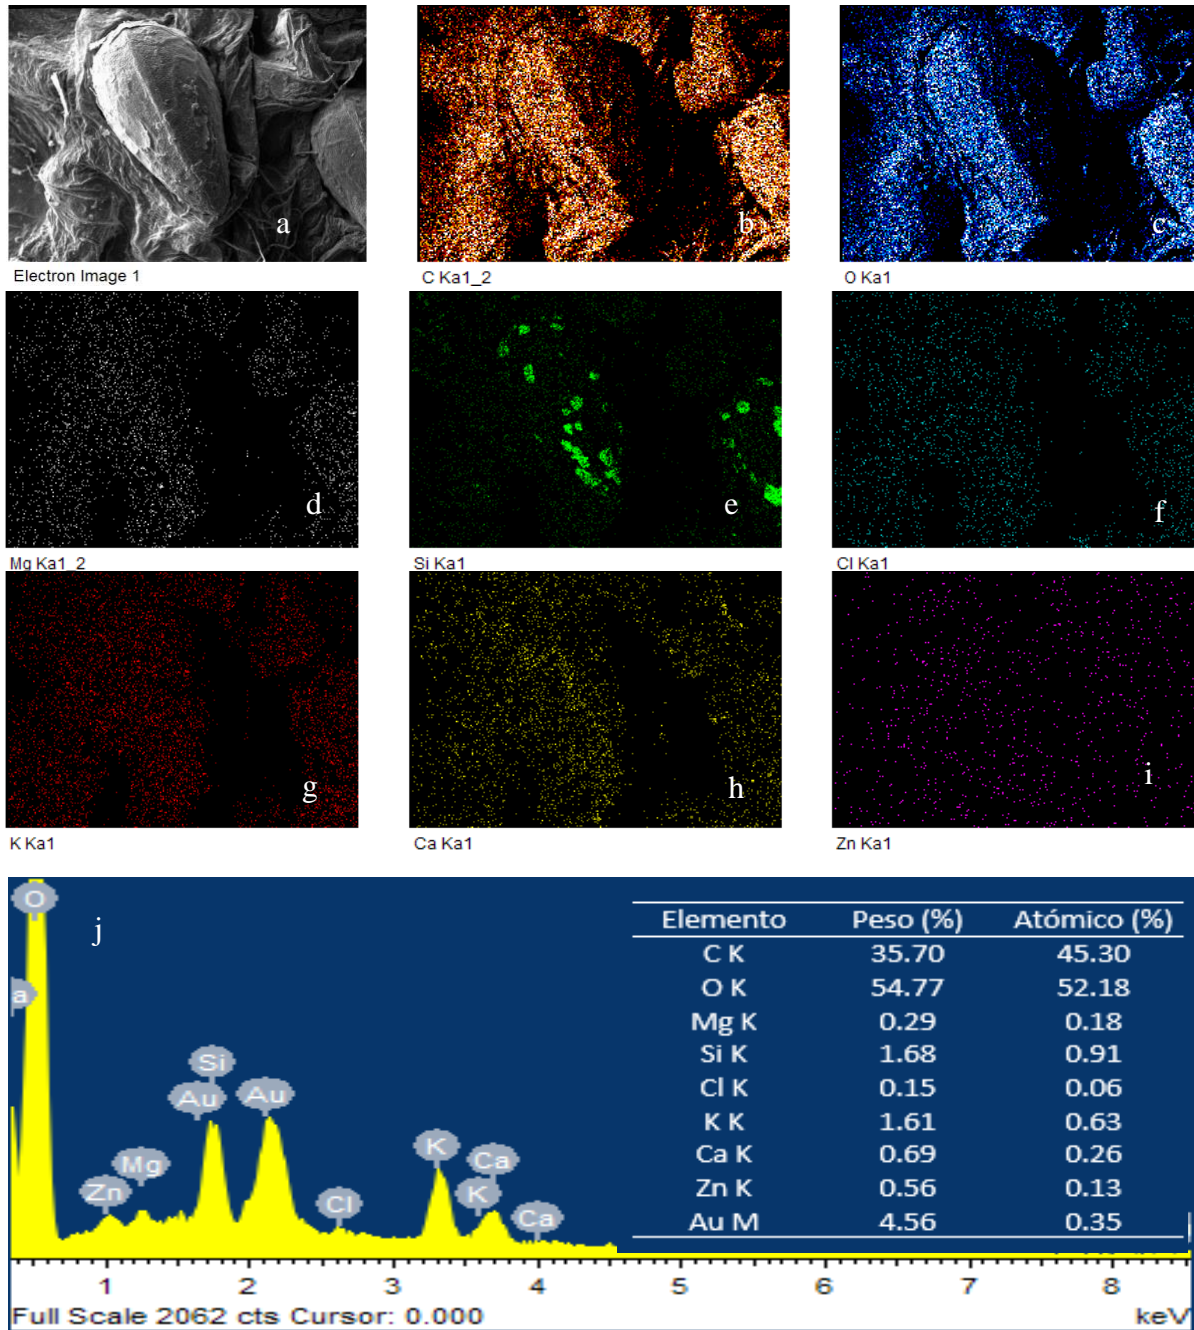 a
b
c
Electron Image 1
C Ka1_2
O Ka1
d
e
f
Mg Ka1_2
Si Ka1
Cl Ka1
g
h
i
K Ka1
Ca Ka1
Zn Ka1
j
O
a
Si
Au
Au
Zn
Mg
Cl
K
Ca
K
Ca
Elemento Peso (%) Atómico (%)
C K 35.70 45.30
O K 54.77 52.18
Mg K 0.29 0.18
Si K 1.68 0.91
Cl K 0.15 0.06
K K 1.61 0.63
Ca K 0.69 0.26
Zn K 0.56 0.13
Au M 4.56 0.35
1 2 3 4 5 6 7 8
Full Scale 2062 cts Cursor: 0.000 keV